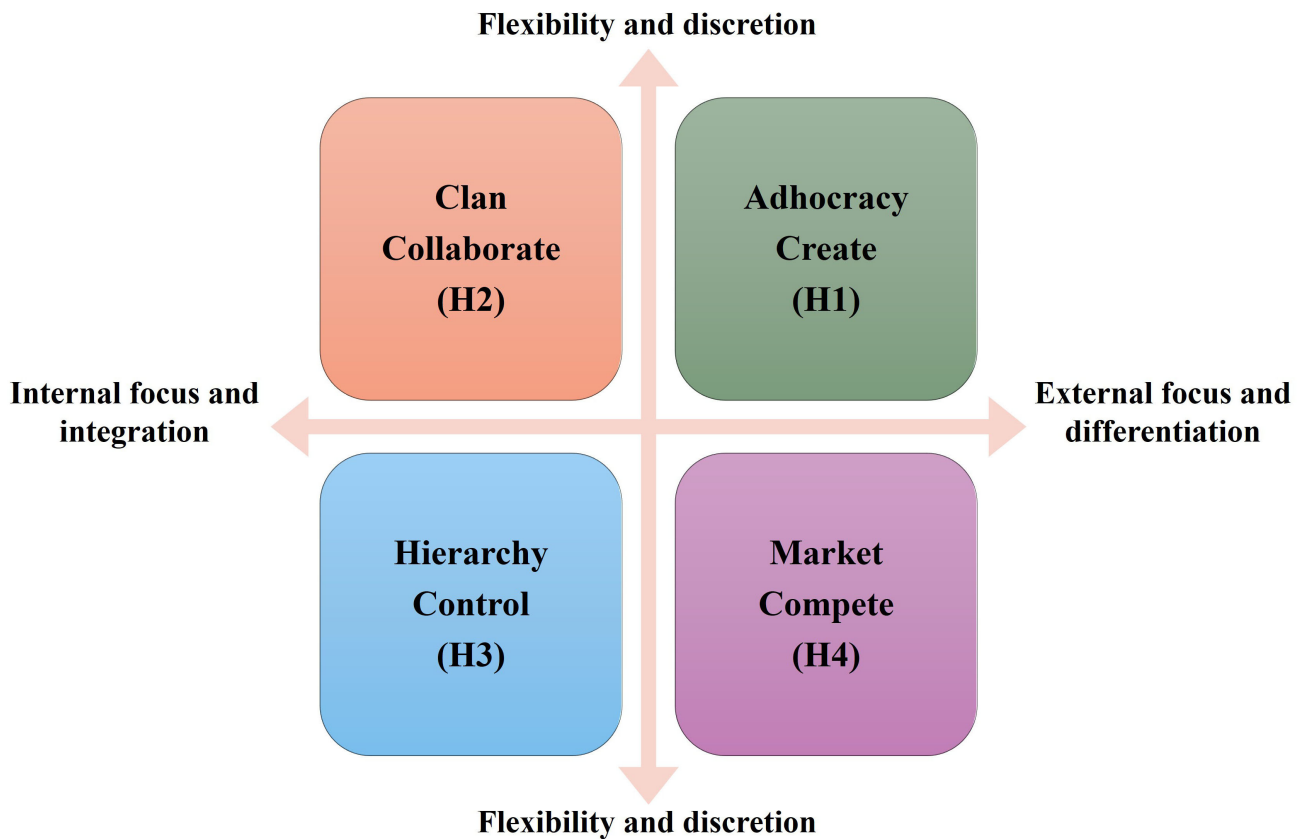 Flexibility and discretion
Clan
Collaborate
(H2)
Adhocracy
Create
(H1)
Internal focus and
integration
External focus and
differentiation
Hierarchy
Control
(H3)
Market
Compete
(H4)
Flexibility and discretion